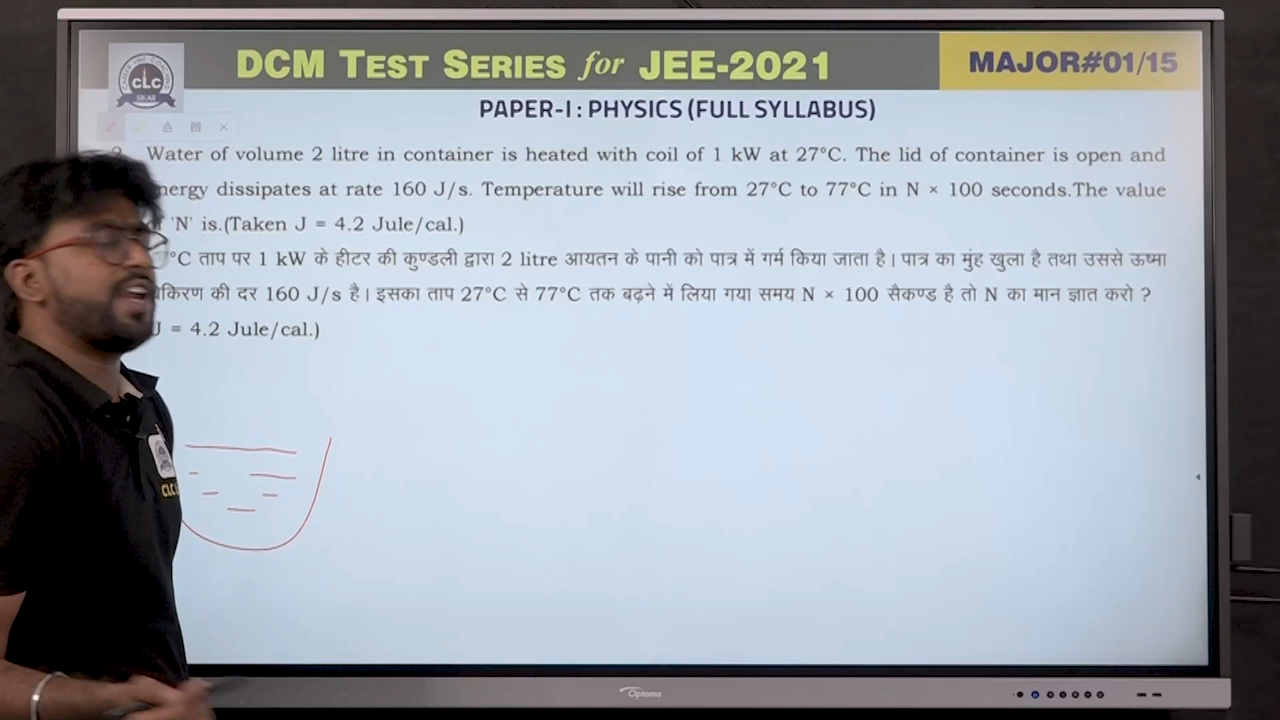 DCM TEST SERIES for JEE-2021
MAJOR#01/15
CLC
SIKAR
PAPER-I : PHYSICS (FULL SYLLABUS)
Water of volume 2 litre in container is heated with coil of 1 kW at 27°C. The lid of container is open and
dissipates at rate 160 J/s. Temperature will rise from 27°C to 77°C in N × 100 seconds.The value
'N' is.(Taken J = 4.2 Jule/cal.)
°C ताप पर 1 kW के हीटर की कुण्डली द्वारा 2 litre आयतन के पानी को पात्र में गर्म किया जाता है। पात्र का मुंह खुला है तथा उससे ऊष्मा
की दर 160 J/s है। इसका ताप 27°C से 77°C तक बढ़ने में लिया गया समय N × 100 सैकण्ड है तो N का मान ज्ञात करो ?
J = 4.2 Jule/cal.)
CLC
Optoma